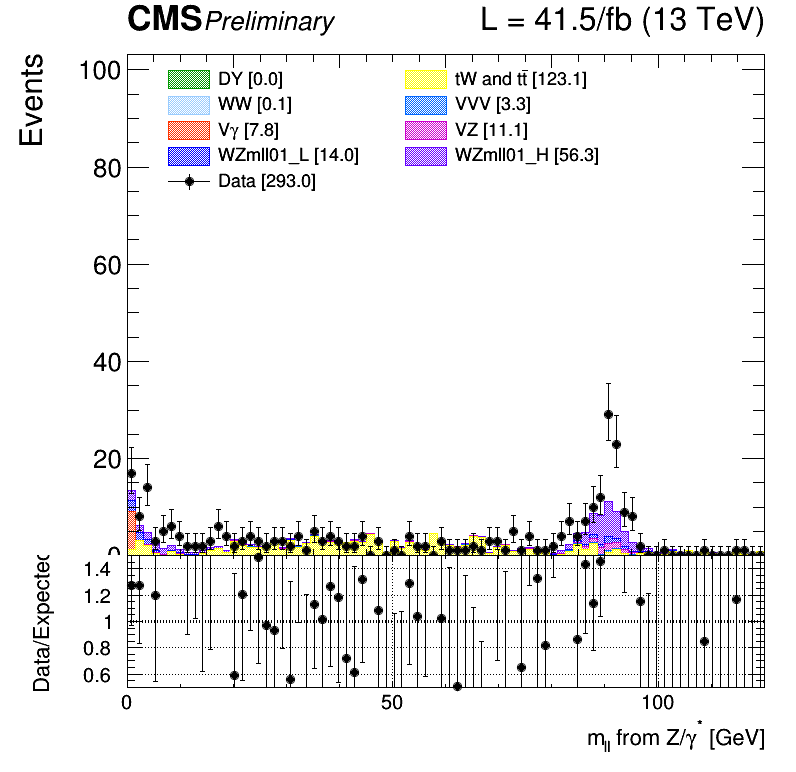 CMS Preliminary L = 41.5/fb (13 TeV)
Events
100
80
60
40
20
0
DY [0.0]
WW [0.1]
Vγ [7.8]
WZmll01_L [14.0]
Data [293.0]
tW and tt̄ [123.1]
VVV [3.3]
VZ [11.1]
WZmll01_H [56.3]
Data/Expected
1.4
1.2
1
0.8
0.6
0 50 100
m_ll from Z/γ* [GeV]